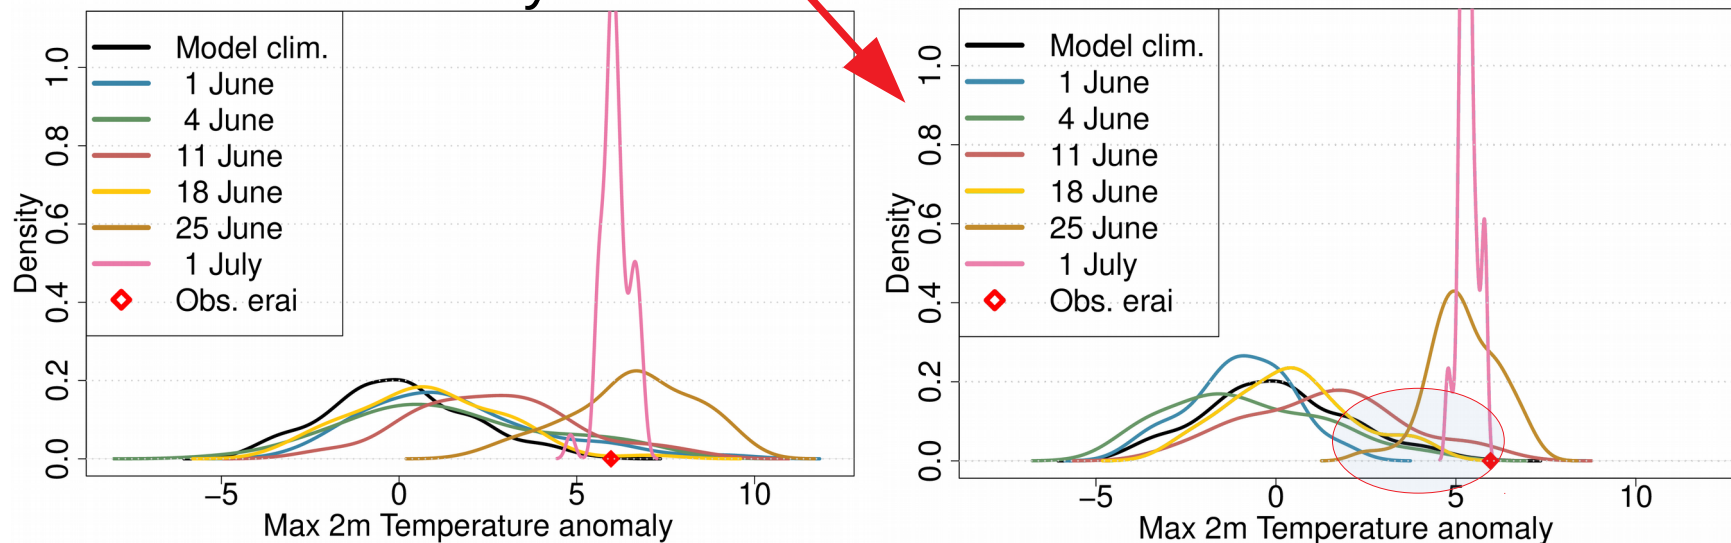 y
Model clim.
1 June
4 June
11 June
18 June
25 June
1 July
Obs. erai
Density
0.0
0.2
0.4
0.6
0.8
1.0
−5
0
5
10
Max 2m Temperature anomaly
Model clim.
1 June
4 June
11 June
18 June
25 June
1 July
Obs. erai
Density
0.0
0.2
0.4
0.6
0.8
1.0
−5
0
5
10
Max 2m Temperature anomaly